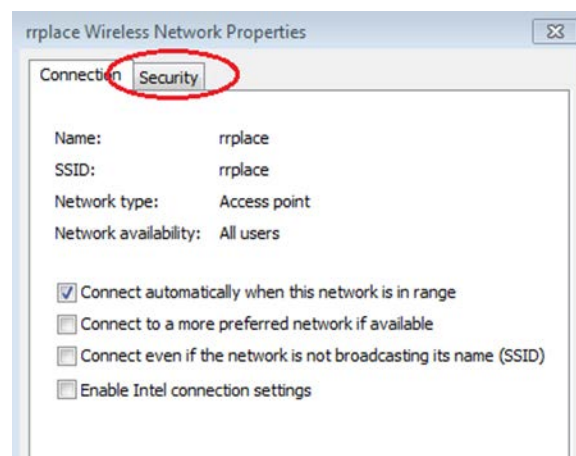 rrplace Wireless Network Properties
Connection Security
Name: rrplace
SSID: rrplace
Network type: Access point
Network availability: All users
Connect automatically when this network is in range
Connect to a more preferred network if available
Connect even if the network is not broadcasting its name (SSID)
Enable Intel connection settings